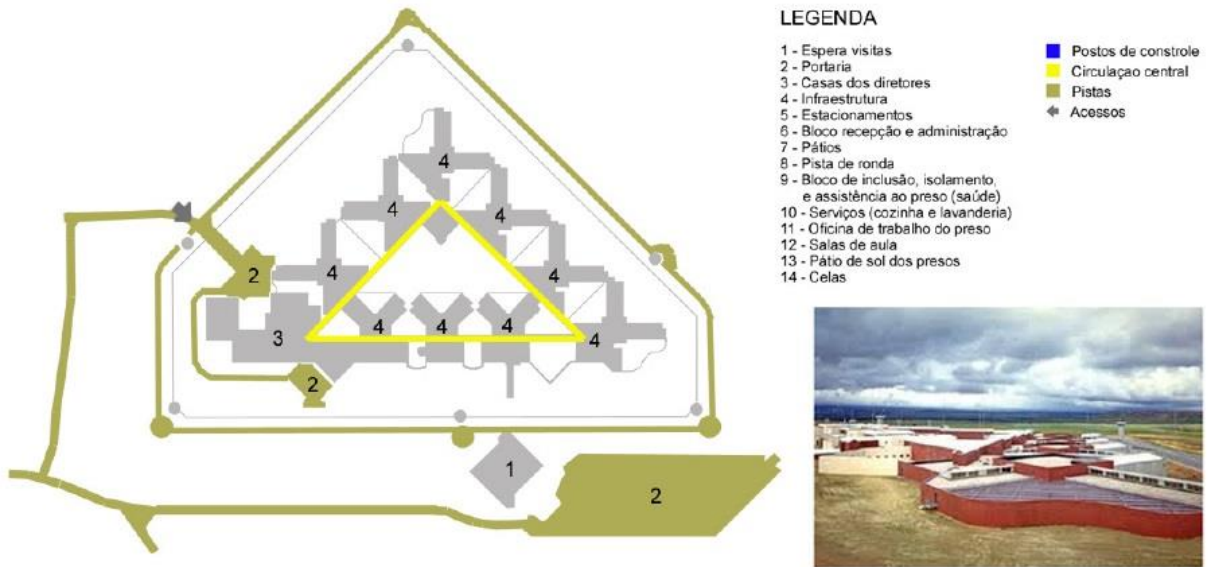 LEGENDA
1 - Espera visitas
2 - Portaria
3 - Casas dos diretores
4 - Infraestrutura
5 - Estacionamentos
6 - Bloco recepção e administração
7 - Pátios
8 - Pista de ronda
9 - Bloco de inclusão, isolamento,
e assistência ao preso (saúde)
10 - Serviços (cozinha e lavanderia)
11 - Oficina de trabalho do preso
12 - Salas de aula
13 - Pátio de sol dos presos
14 - Celas
Postos de constrole
Circulaçao central
Pistas
Acessos
4
4
4
2
4
4
3
4
4
4
4
2
1
2